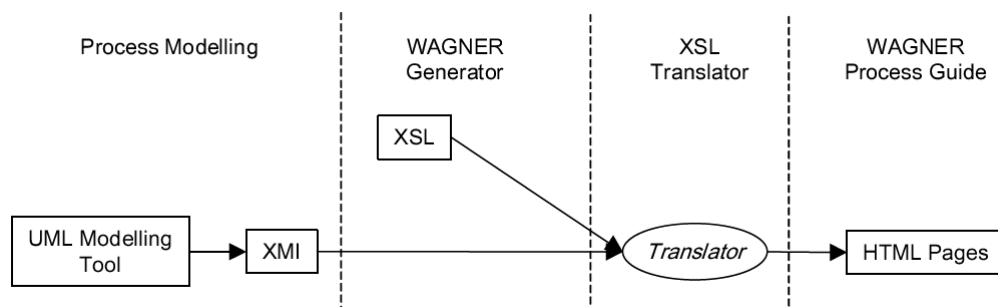 Process Modelling
WAGNER
Generator
XSL
Translator
WAGNER
Process Guide
XSL
UML Modelling
Tool
XMI
Translator
HTML Pages